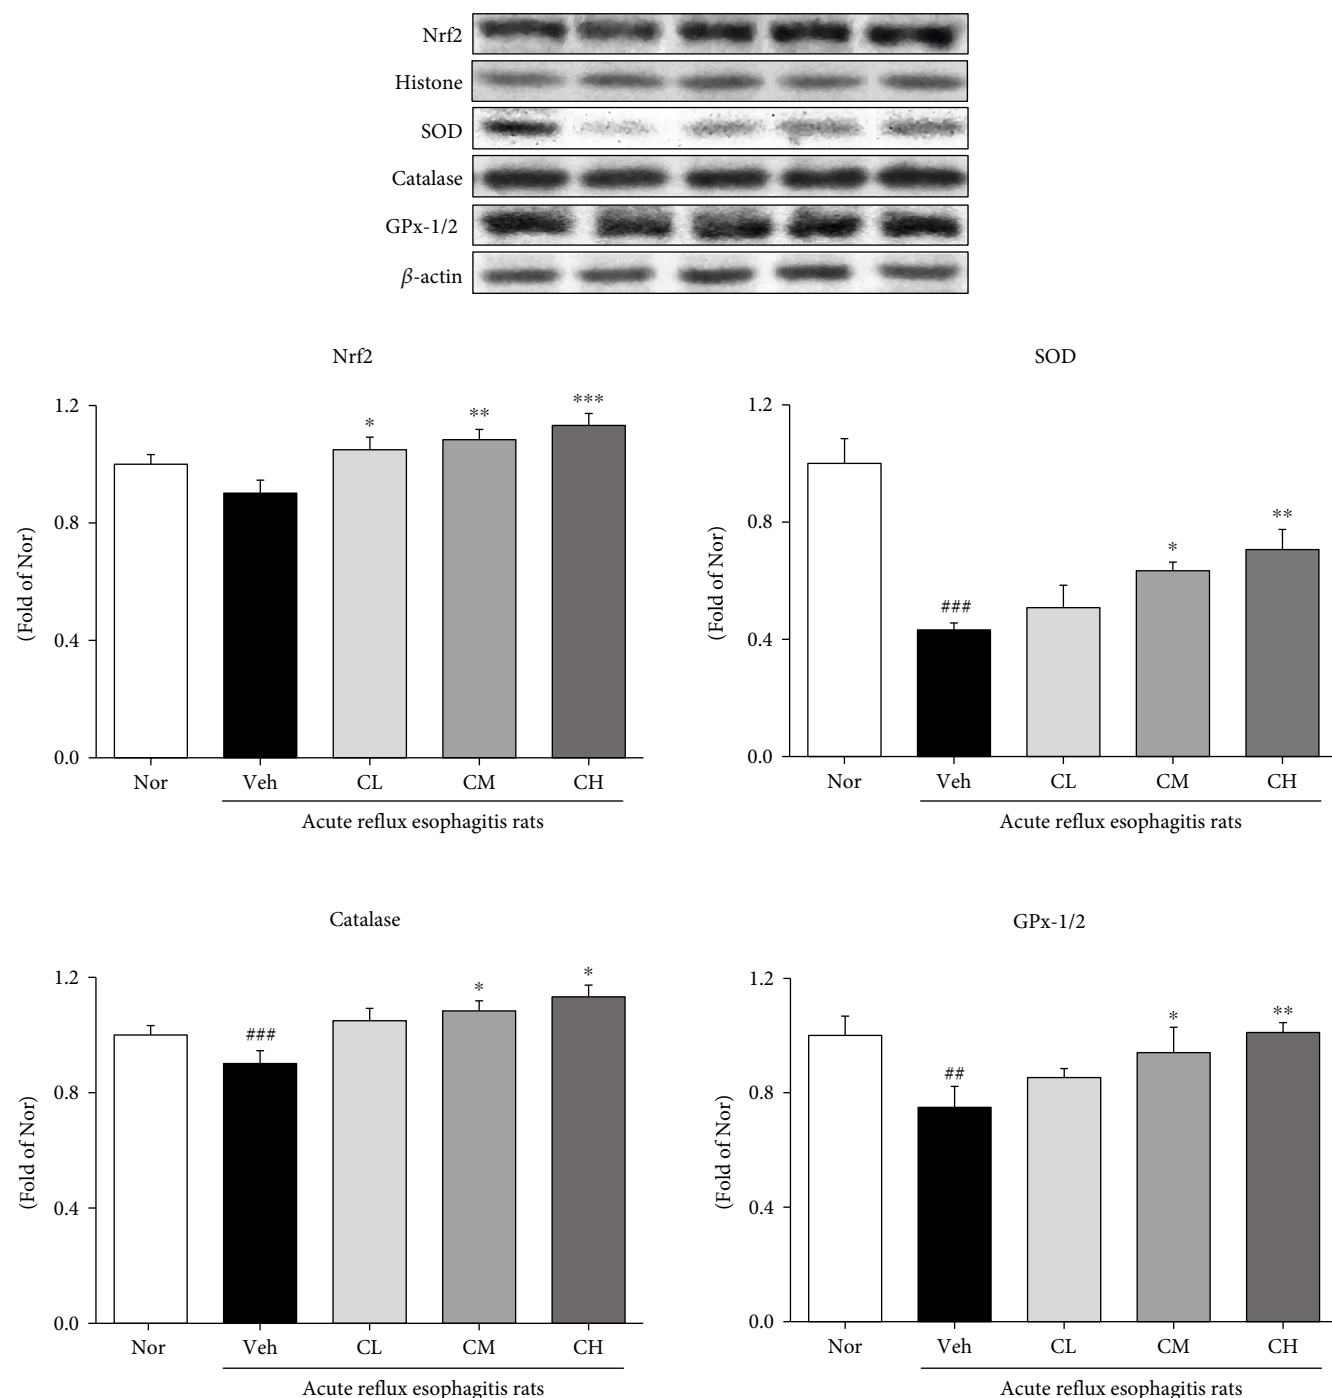 Nrf2
Histone
SOD
Catalase
GPx-1/2
β-actin
Nrf2
1.2
0.8
0.4
0.0
(Fold of Nor)
*
**
***
Nor Veh CL CM CH
Acute reflux esophagitis rats
SOD
1.2
0.8
0.4
0.0
(Fold of Nor)
###
*
**
Nor Veh CL CM CH
Acute reflux esophagitis rats
Catalase
1.2
0.8
0.4
0.0
(Fold of Nor)
###
*
*
Nor Veh CL CM CH
Acute reflux esophagitis rats
GPx-1/2
1.2
0.8
0.4
0.0
(Fold of Nor)
##
*
**
Nor Veh CL CM CH
Acute reflux esophagitis rats